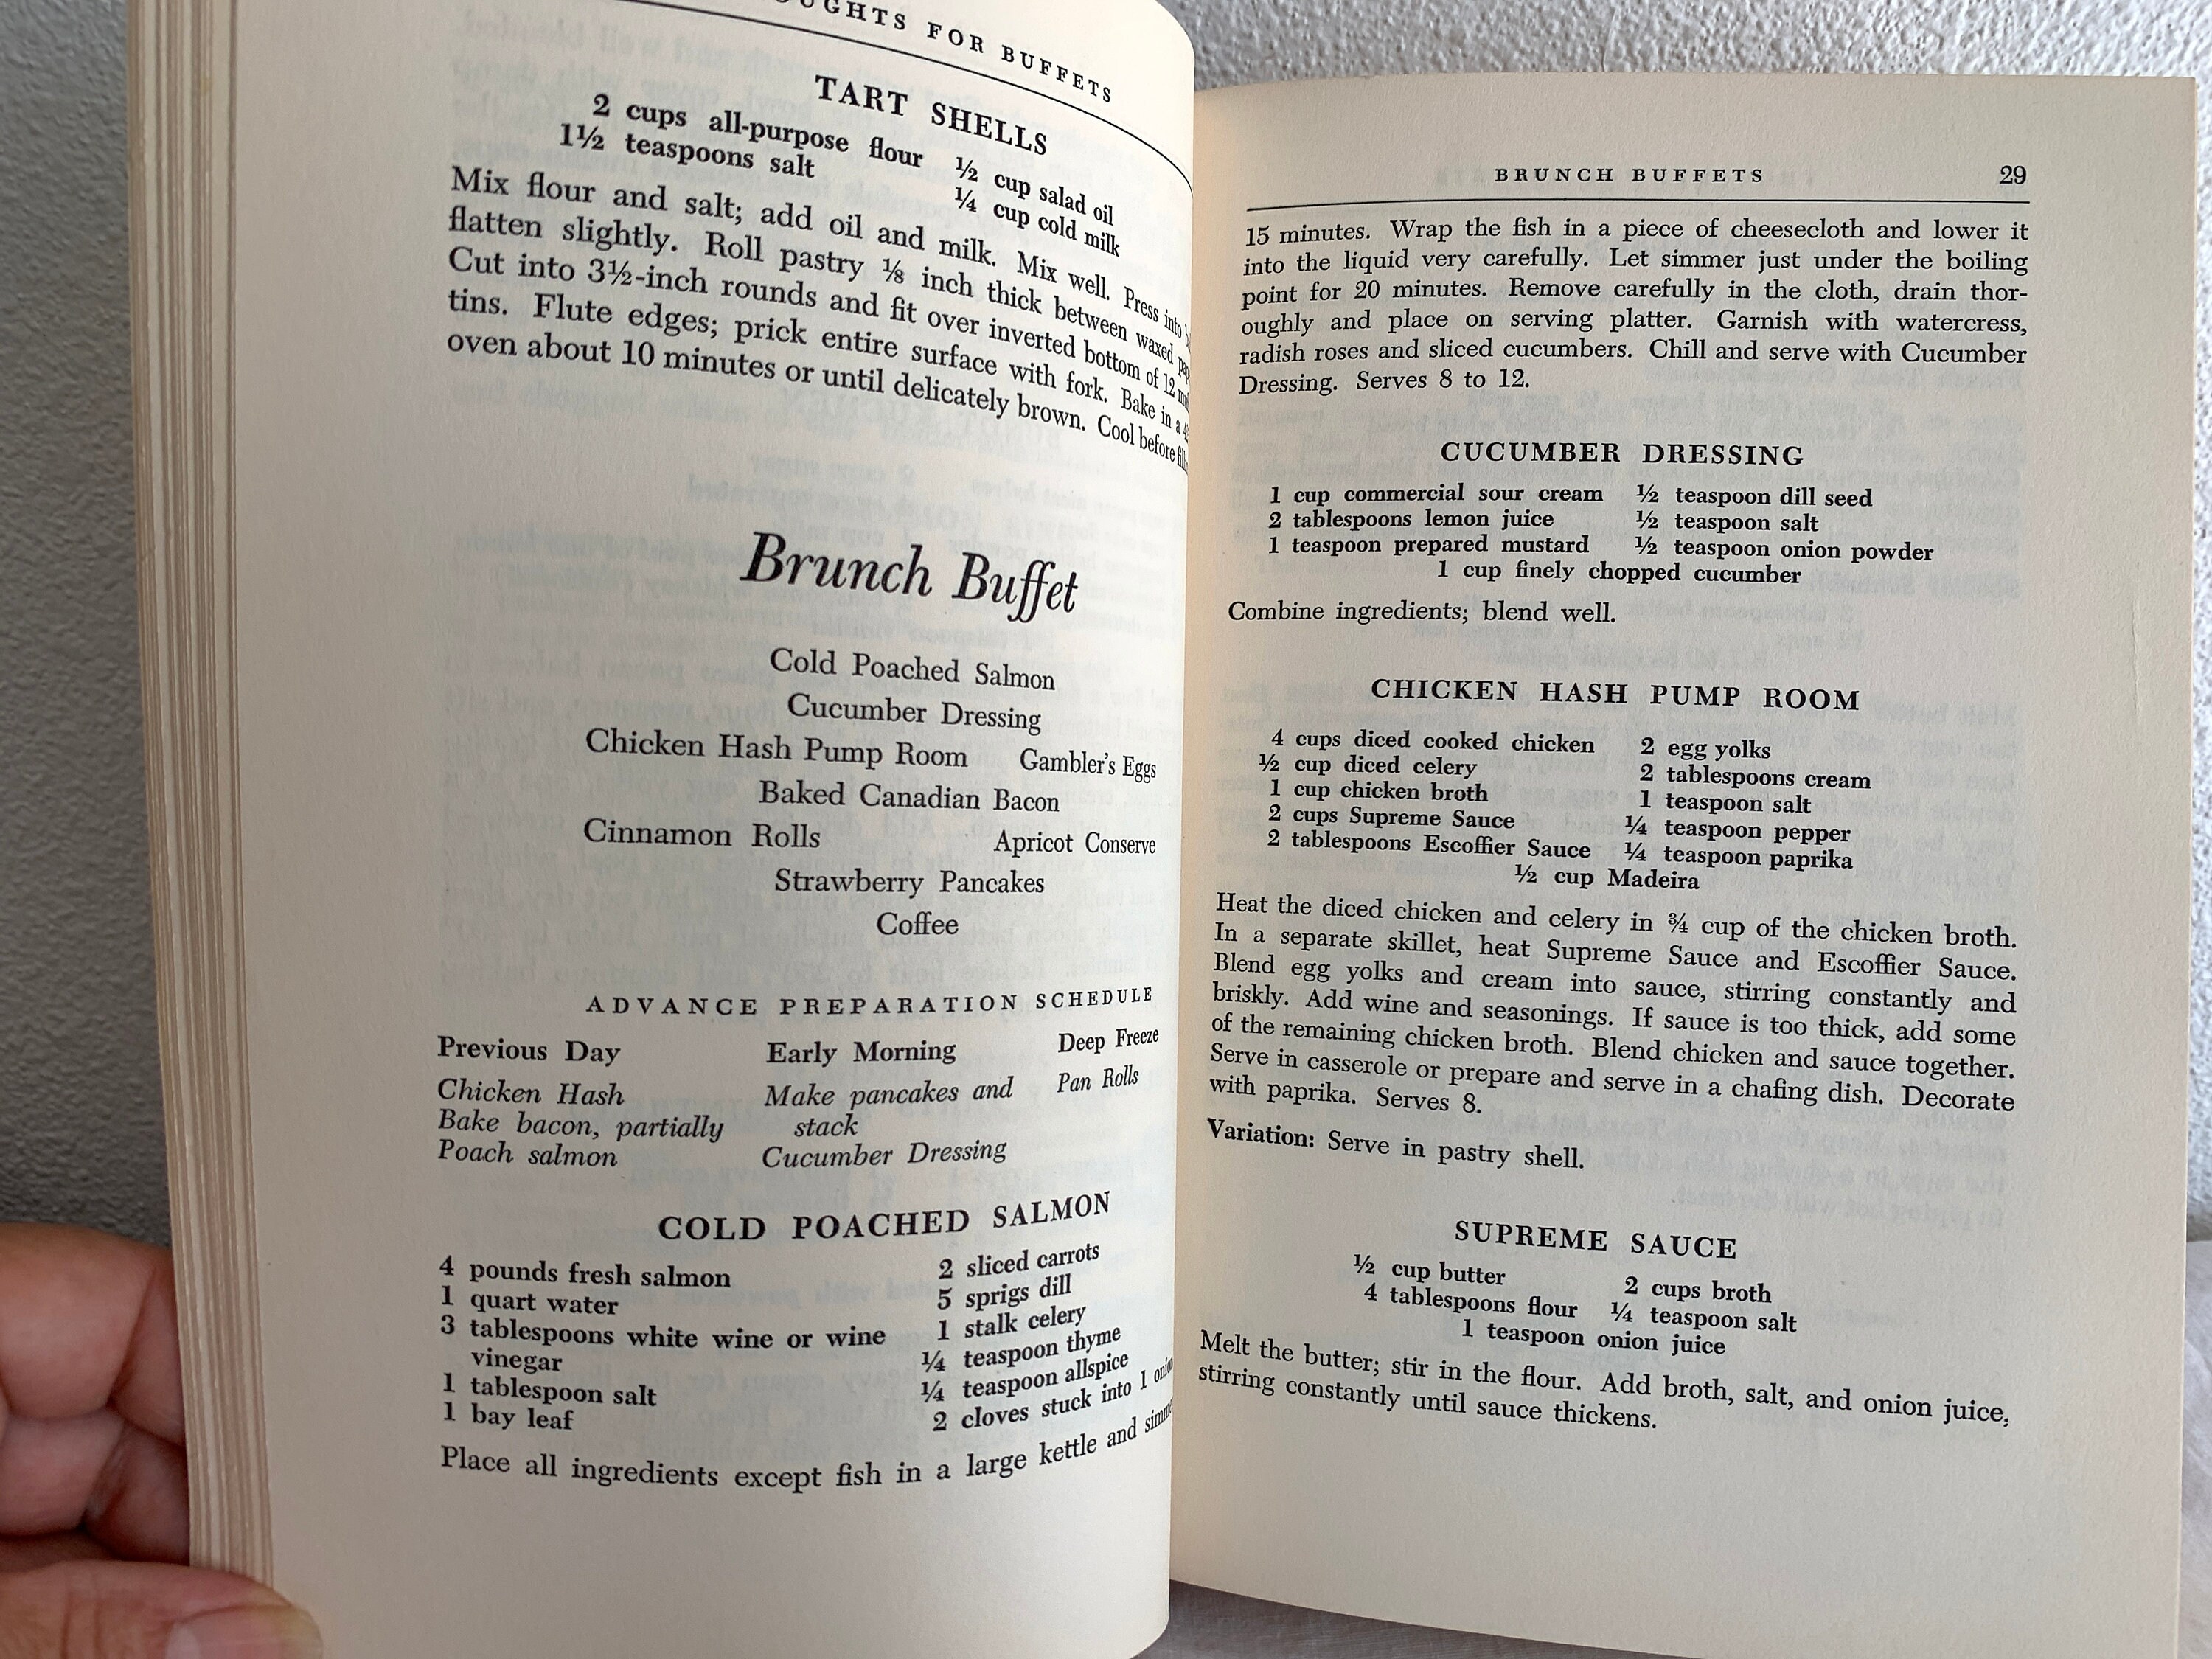 FOR BUFFETS
TART SHELLS
2 cups all-purpose flour ½ cup salad oil
1½ teaspoons salt ¼ cup cold milk
Mix flour and salt; add oil and milk. Mix well. Press into
flatten slightly. Roll pastry ⅛ inch thick between waxed
Cut into 3½-inch rounds and fit over inverted bottom of 12
tins. Flute edges; prick entire surface with fork. Bake in a
oven about 10 minutes or until delicately brown. Cool before
Brunch Buffet
Cold Poached Salmon
Cucumber Dressing
Chicken Hash Pump Room Gambler's Eggs
Baked Canadian Bacon
Cinnamon Rolls Apricot Conserve
Strawberry Pancakes
Coffee
ADVANCE PREPARATION SCHEDULE
Previous Day Early Morning Deep Freeze
Chicken Hash Make pancakes and Pan Rolls
Bake bacon, partially stack
Poach salmon Cucumber Dressing
COLD POACHED SALMON
4 pounds fresh salmon 2 sliced carrots
1 quart water 5 sprigs dill
3 tablespoons white wine or wine 1 stalk celery
vinegar ¼ teaspoon thyme
1 tablespoon salt ¼ teaspoon allspice
1 bay leaf 2 cloves stuck into 1 onion
Place all ingredients except fish in a large kettle and
BRUNCH BUFFETS 29
15 minutes. Wrap the fish in a piece of cheesecloth and lower it
into the liquid very carefully. Let simmer just under the boiling
point for 20 minutes. Remove carefully in the cloth, drain thor-
oughly and place on serving platter. Garnish with watercress,
radish roses and sliced cucumbers. Chill and serve with Cucumber
Dressing. Serves 8 to 12.
CUCUMBER DRESSING
1 cup commercial sour cream ½ teaspoon dill seed
2 tablespoons lemon juice ½ teaspoon salt
1 teaspoon prepared mustard ½ teaspoon onion powder
1 cup finely chopped cucumber
Combine ingredients; blend well.
CHICKEN HASH PUMP ROOM
4 cups diced cooked chicken 2 egg yolks
½ cup diced celery 2 tablespoons cream
1 cup chicken broth 1 teaspoon salt
2 cups Supreme Sauce ¼ teaspoon pepper
2 tablespoons Escoffier Sauce ¼ teaspoon paprika
½ cup Madeira
Heat the diced chicken and celery in ¾ cup of the chicken broth.
In a separate skillet, heat Supreme Sauce and Escoffier Sauce.
Blend egg yolks and cream into sauce, stirring constantly and
briskly. Add wine and seasonings. If sauce is too thick, add some
of the remaining chicken broth. Blend chicken and sauce together.
Serve in casserole or prepare and serve in a chafing dish. Decorate
with paprika. Serves 8.
Variation: Serve in pastry shell.
SUPREME SAUCE
½ cup butter 2 cups broth
4 tablespoons flour ¼ teaspoon salt
1 teaspoon onion juice
Melt the butter; stir in the flour. Add broth, salt, and onion juice,
stirring constantly until sauce thickens.